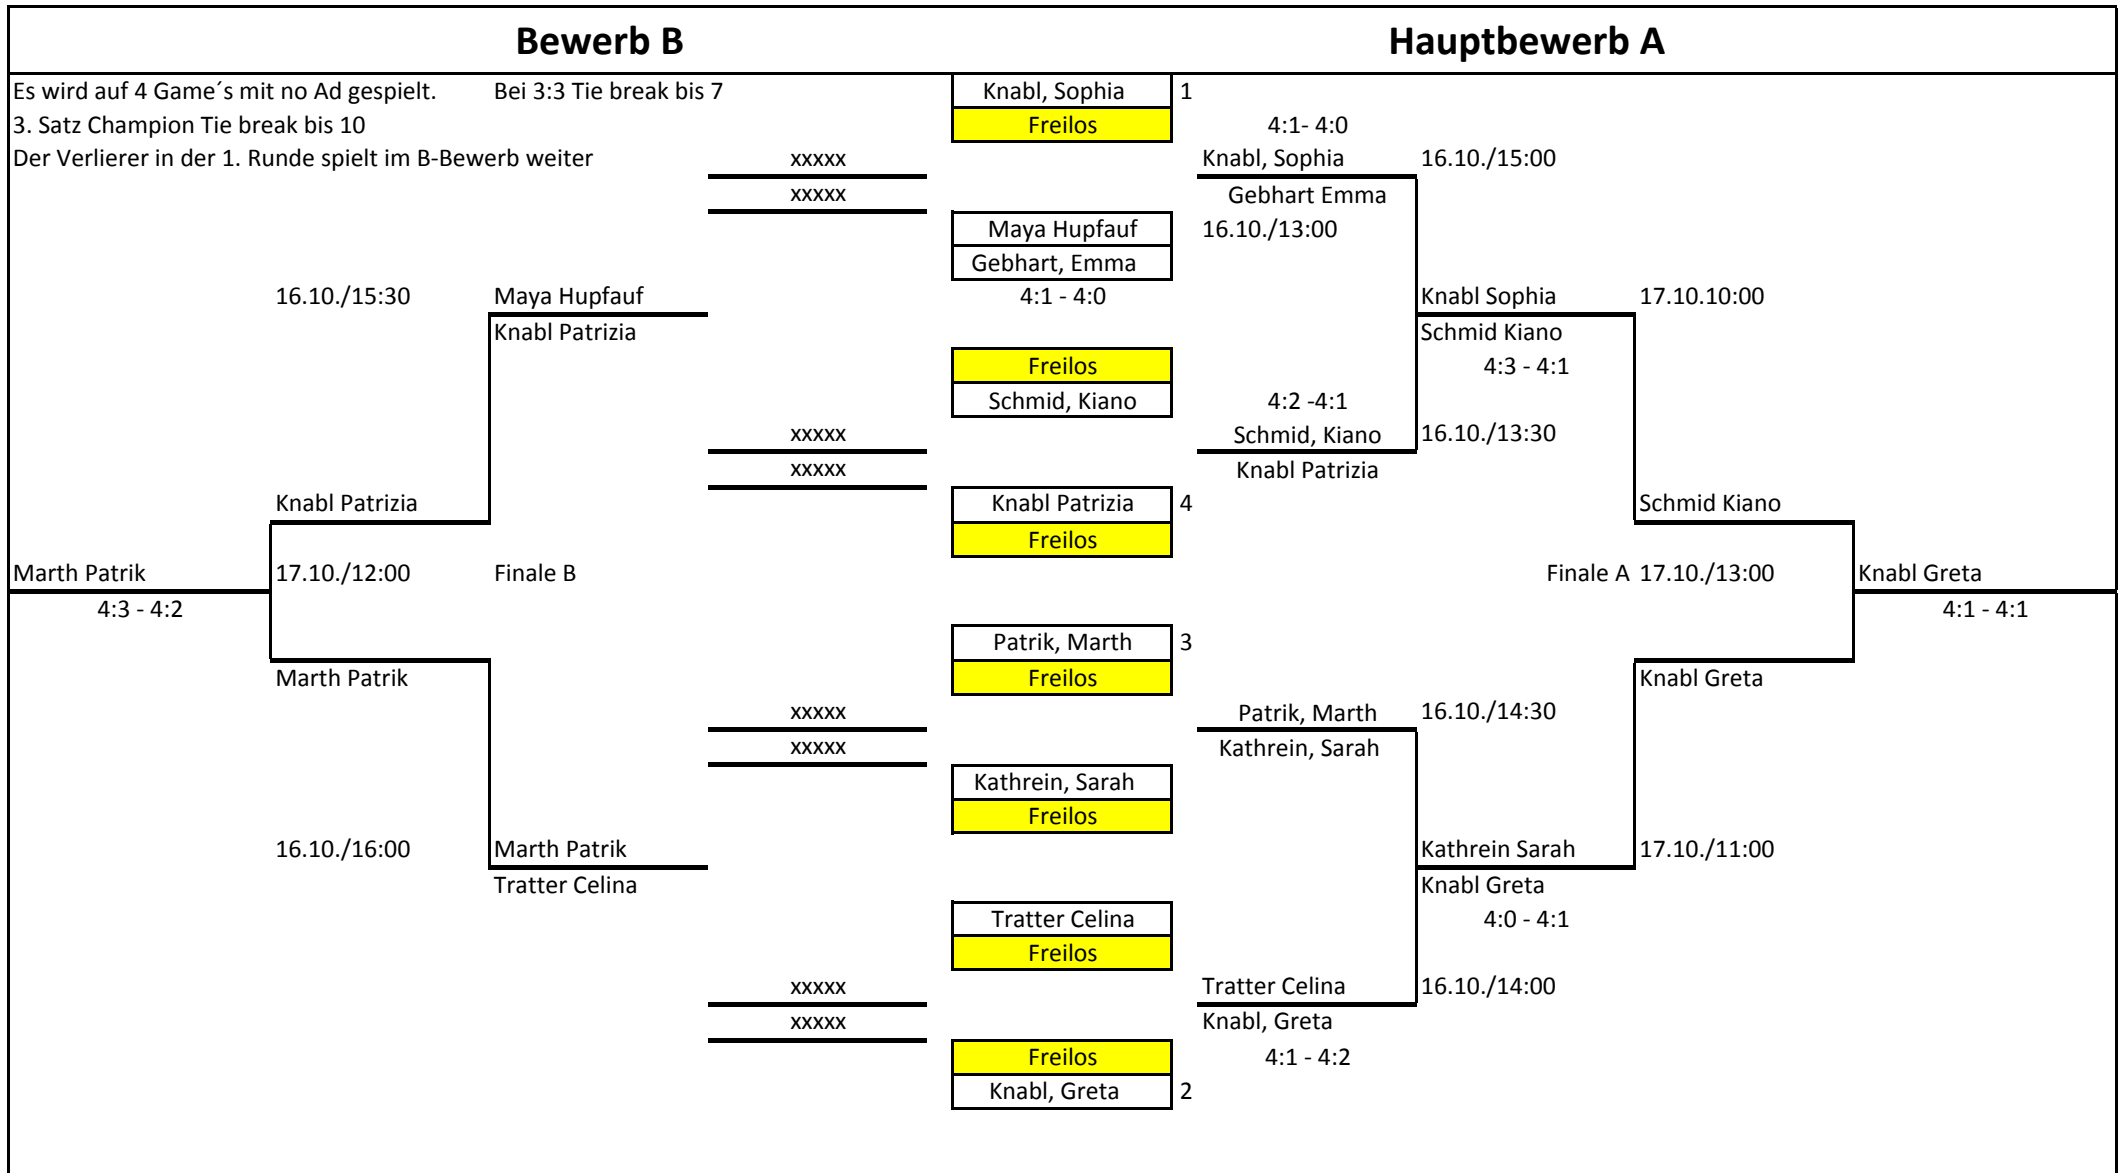 Bewerb B
Hauptbewerb A
Es wird auf 4 Game´s mit no Ad gespielt. Bei 3:3 Tie break bis 7
Knabl, Sophia 1
3. Satz Champion Tie break bis 10
Freilos
4:1- 4:0
Der Verlierer in der 1. Runde spielt im B-Bewerb weiter
xxxxx
Knabl, Sophia
16.10./15:00
xxxxx
Gebhart Emma
Maya Hupfauf
16.10./13:00
Gebhart, Emma
16.10./15:30
Maya Hupfauf
4:1 - 4:0
Knabl Sophia
17.10.10:00
Knabl Patrizia
Schmid Kiano
Freilos
4:3 - 4:1
Schmid, Kiano
4:2 -4:1
xxxxx
Schmid, Kiano
16.10./13:30
xxxxx
Knabl Patrizia
Knabl Patrizia
Knabl Patrizia 4
Schmid Kiano
Freilos
Marth Patrik
17.10./12:00
Finale B
Finale A 17.10./13:00
Knabl Greta
4:3 - 4:2
4:1 - 4:1
Patrik, Marth 3
Marth Patrik
Freilos
Knabl Greta
xxxxx
Patrik, Marth
16.10./14:30
xxxxx
Kathrein, Sarah
Kathrein, Sarah
Freilos
16.10./16:00
Marth Patrik
Kathrein Sarah
17.10./11:00
Tratter Celina
Knabl Greta
Tratter Celina
4:0 - 4:1
Freilos
xxxxx
Tratter Celina
16.10./14:00
xxxxx
Knabl, Greta
Freilos
4:1 - 4:2
Knabl, Greta 2